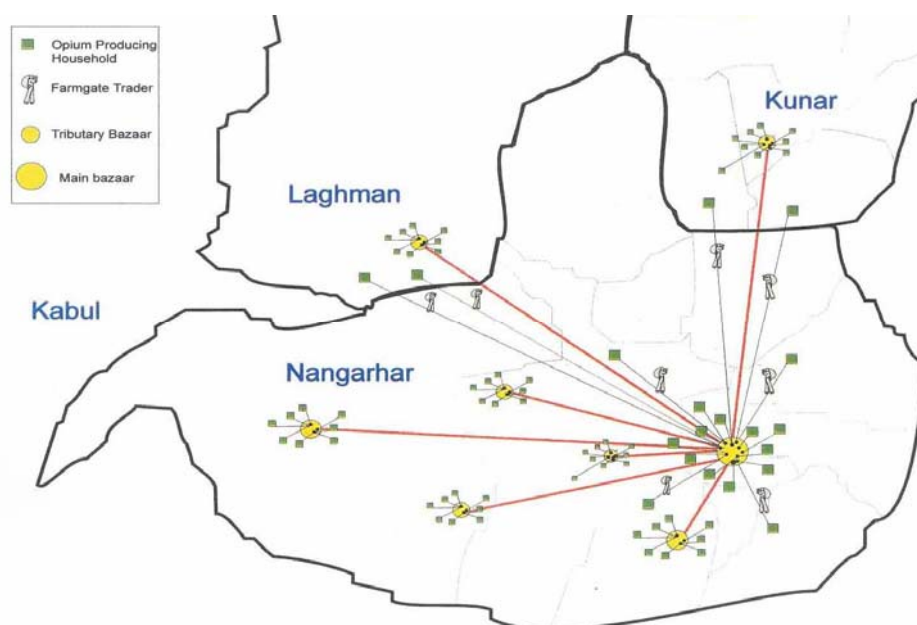 Opium Producing
Household
Farmgate Trader
Tributary Bazaar
Main bazaar
Kunar
Laghman
Kabul
Nangarhar